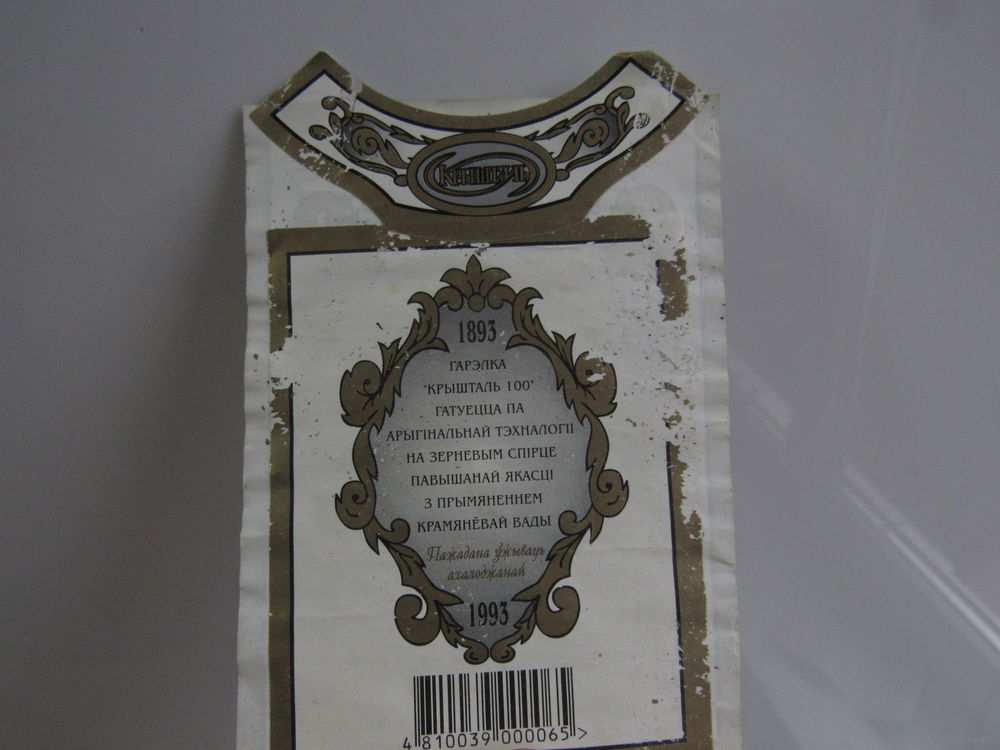 КРЫШТАЛЬ
1893
ГАРЭЛКА
"КРЫШТАЛЬ 100"
ГАТУЕЦЦА ПА
АРЫГІНАЛЬНАЙ ТЭХНАЛОГІІ
НА ЗЕРНЕВЫМ СПІРЦЕ
ПАВЫШАНАЙ ЯКАСЦІ
З ПРЫМЯНЕННЕМ
КРАМЯНЁВАЙ ВАДЫ
Пажадана ўжываць
ахалоджанай
1993
4 810039 000065 >